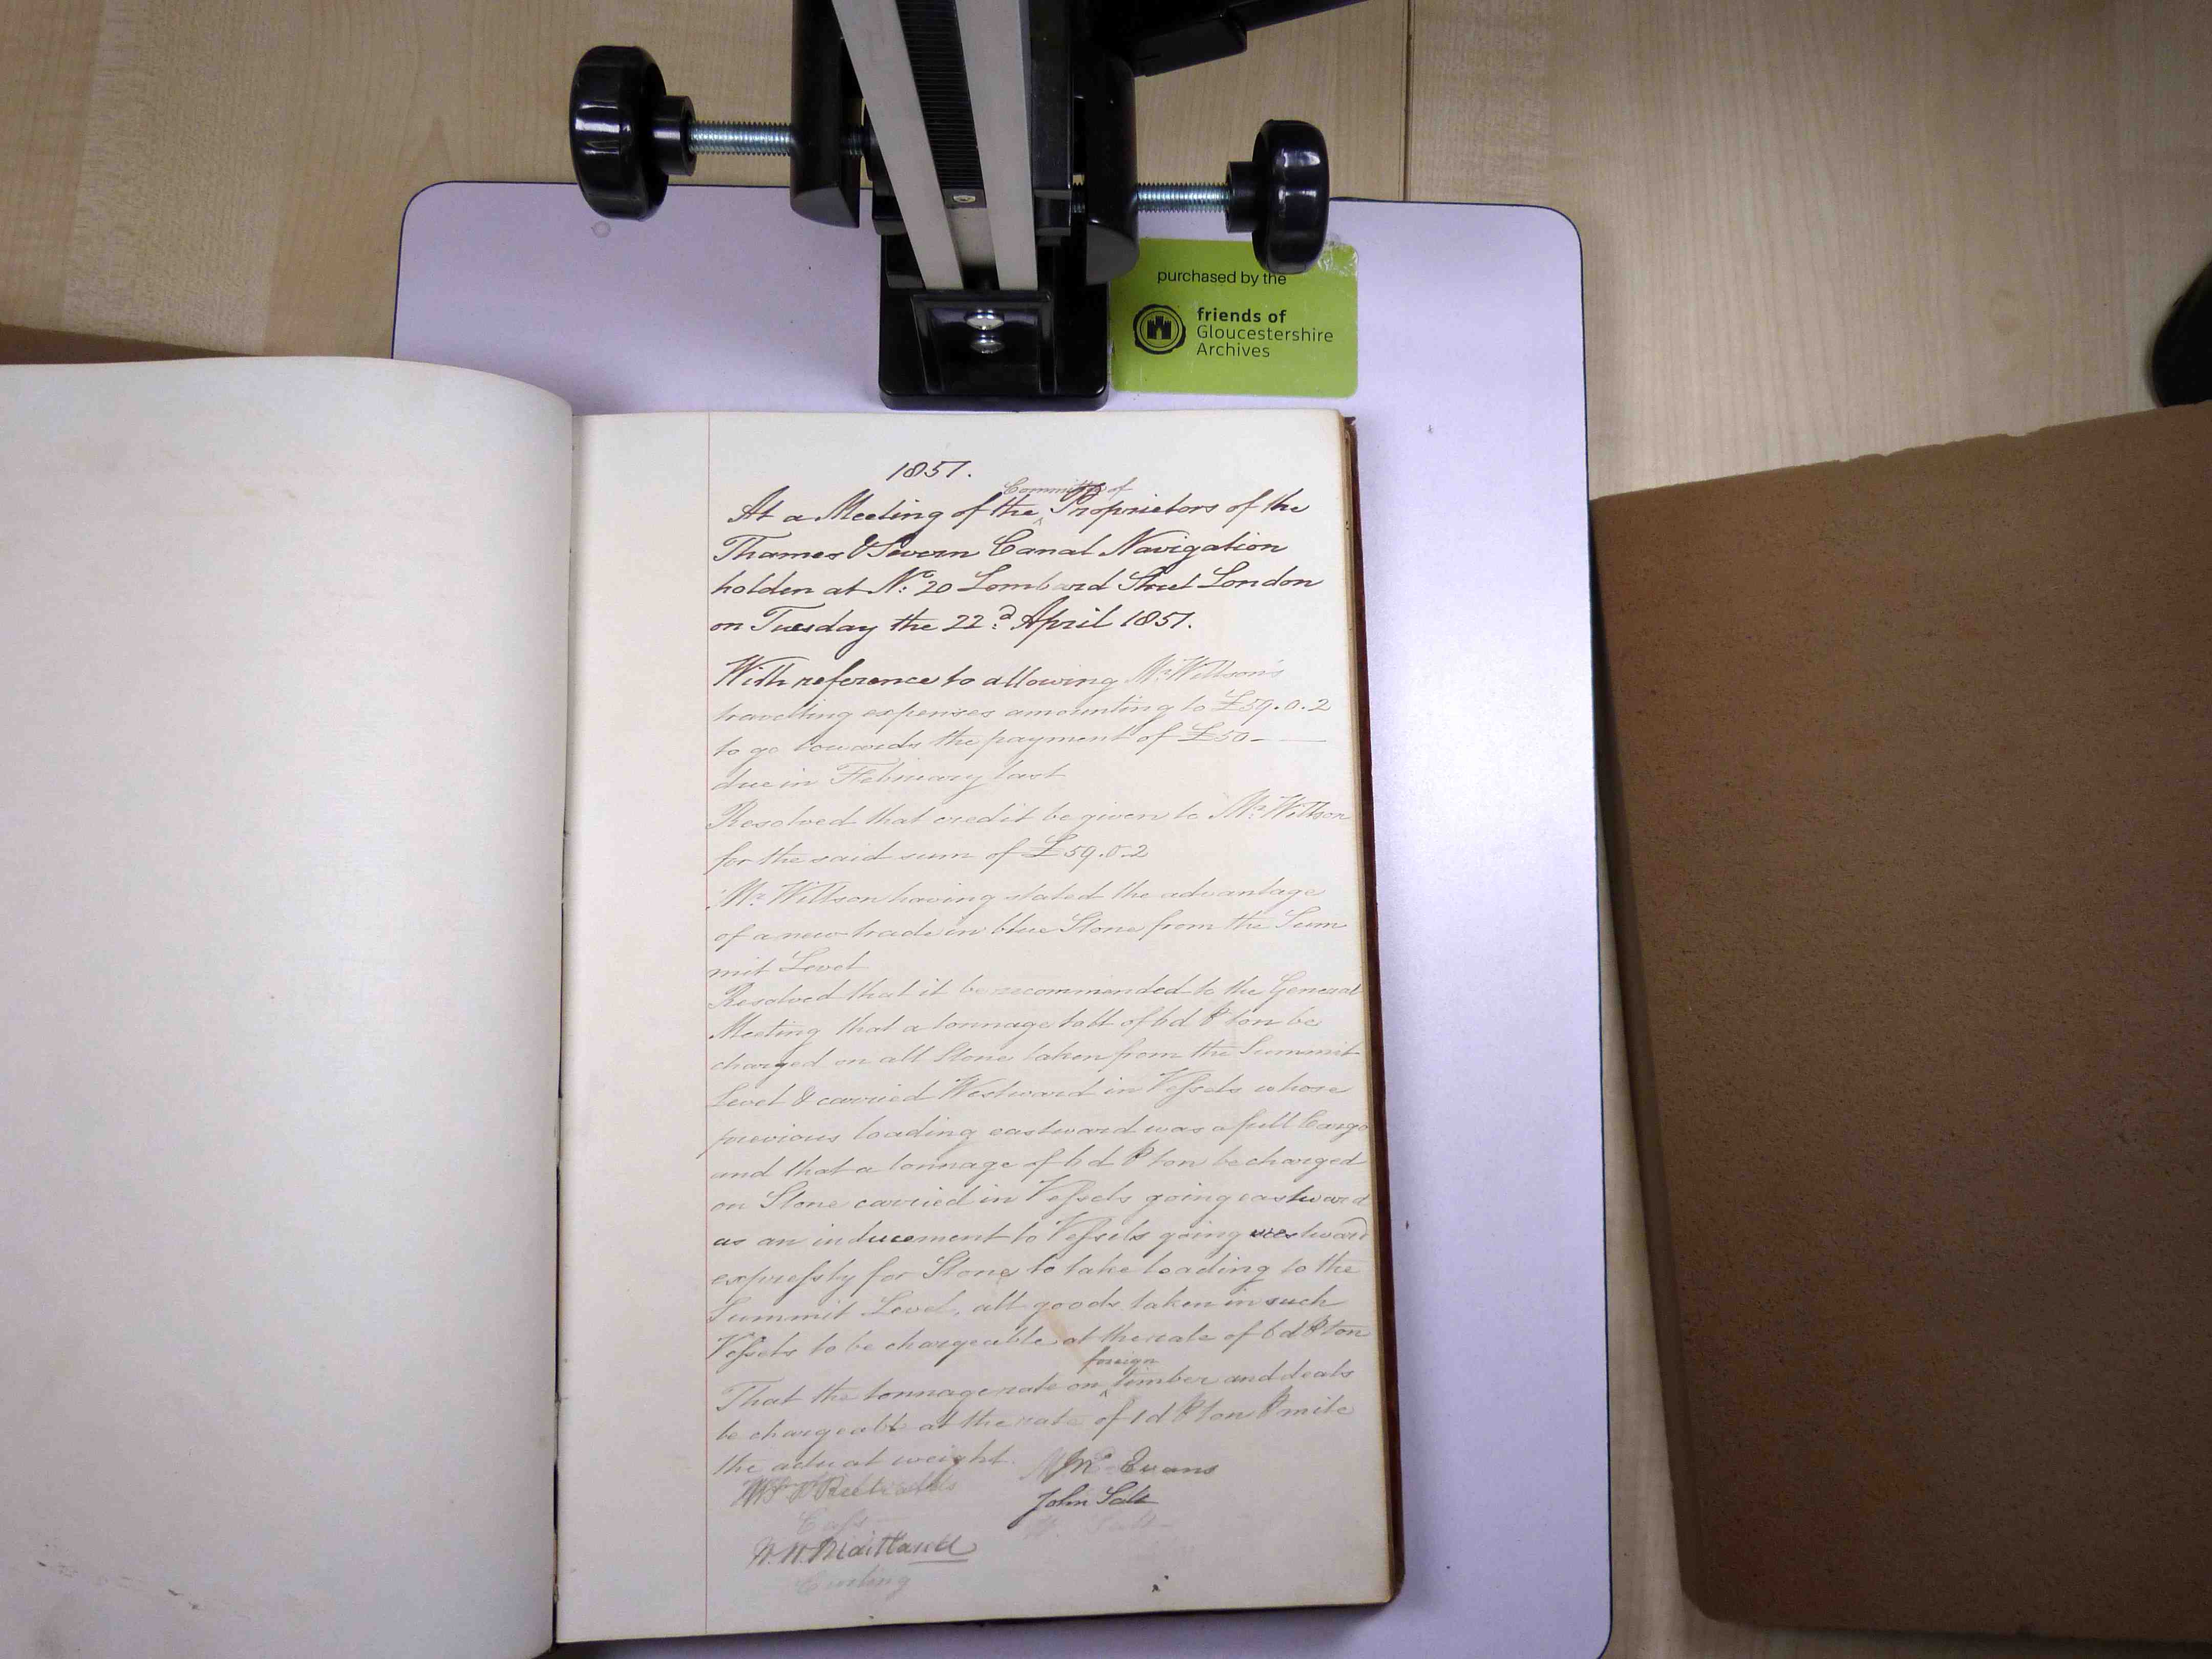 purchased by the
friends of
Gloucestershire
Archives
1851.
Committee of
At a Meeting of the ^ Proprietors of the
Thames & Severn Canal Navigation
holden at No: 20 Lombard Street London
on Tuesday the 22d April 1851.
With reference to allowing Mr Wittson's
travelling expenses amounting to £59.0.2
to go towards the payment of £50 —
due in February last
Resolved that credit be given to Mr Wittson
for the said sum of £59.0.2
Mr Wittson having stated the advantage
of a new trade in blue Stone from the Sum
mit Level
Resolved that it be recommended to the General
Meeting that a tonnage toll of 6d ⅌ ton be
charged on all Stone taken from the Summit
Level & carried Westward in Vessels whose
previous loading eastward was a full Cargo
and that a tonnage of 6d ⅌ ton be charged
on Stone carried in Vessels going eastward
as an inducement to Vessels going westward
expressly for Stone to take loading to the
Summit Level, all goods taken in such
Vessels to be chargeable at the rate of 6d ⅌ ton
foreign
That the tonnage rate on ^ timber and deals
be chargeable at the rate of 1d ⅌ ton ⅌ mile
the actual weight.
Evans
John Salt
W. Salt
W. W. Maitland